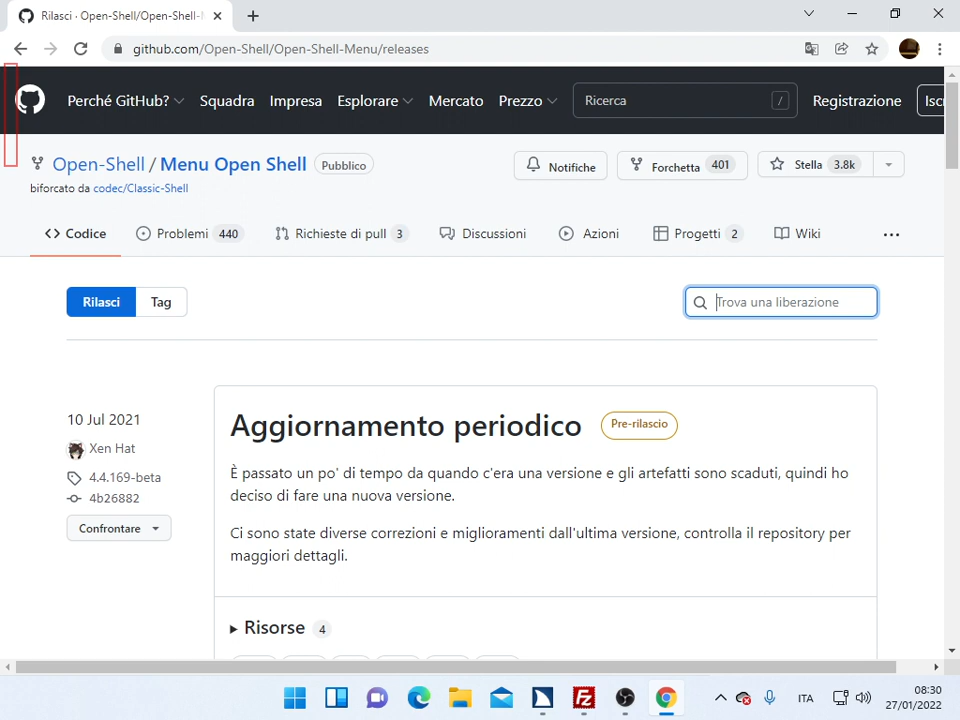 Rilasci · Open-Shell/Open-Shell-M
github.com/Open-Shell/Open-Shell-Menu/releases
Perché GitHub? Squadra Impresa Esplorare Mercato Prezzo Ricerca / Registrazione Isc
Open-Shell / Menu Open Shell Pubblico Notifiche Forchetta 401 Stella 3.8k
biforcato da codec/Classic-Shell
Codice Problemi 440 Richieste di pull 3 Discussioni Azioni Progetti 2 Wiki ...
Rilasci Tag Trova una liberazione
10 Jul 2021
Xen Hat
4.4.169-beta
4b26882
Confrontare
Aggiornamento periodico Pre-rilascio
È passato un po' di tempo da quando c'era una versione e gli artefatti sono scaduti, quindi ho
deciso di fare una nuova versione.
Ci sono state diverse correzioni e miglioramenti dall'ultima versione, controlla il repository per
maggiori dettagli.
Risorse 4
ITA 08:30
27/01/2022